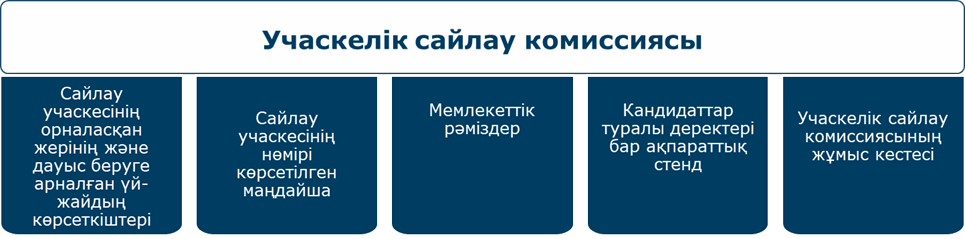 Учаскелік сайлау комиссиясы
Сайлау
учаскесінің
орналасқан
жерінің және
дауыс беруге
арналған үй-
жайдың
көрсеткіштері
Сайлау
учаскесінің
нөмірі
көрсетілген
маңдайша
Мемлекеттік
рәміздер
Кандидаттар
туралы деректері
бар ақпараттық
стенд
Учаскелік сайлау
комиссиясының
жұмыс кестесі